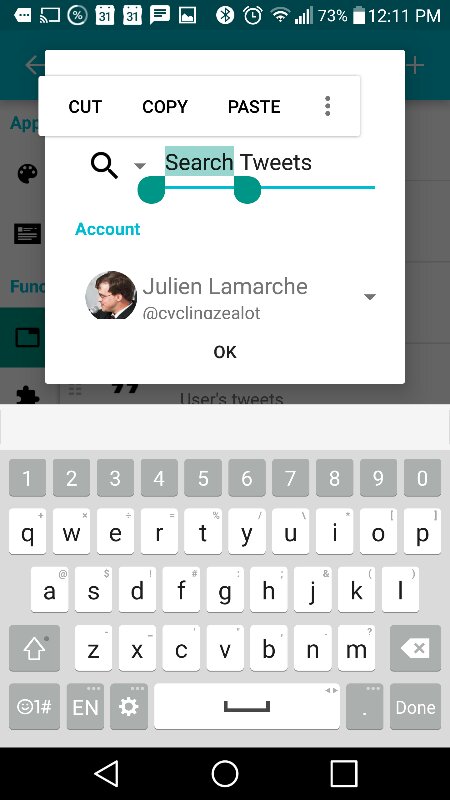 31 31 73% 12:11 PM
App
CUT COPY PASTE
Search Tweets
Account
Func
Julien Lamarche
@cyclingzealot
OK
User's tweets
1 2 3 4 5 6 7 8 9 0
+ × ÷ = % / \ * [ ]
q w e r t y u i o p
@ $ ! # : ; & ( )
a s d f g h j k l
- _ " ' , ?
z x c v b n m
☺1# EN . Done